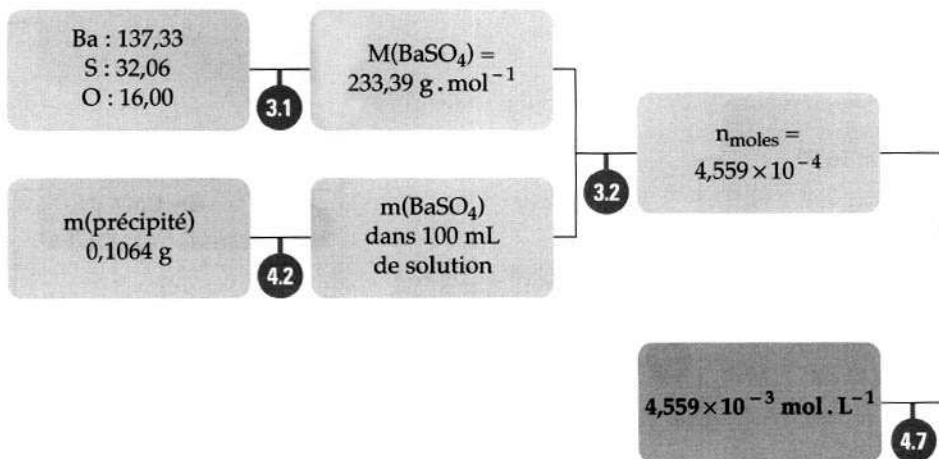 Ba : 137,33
S : 32,06
O : 16,00
3.1
M(BaSO₄) =
233,39 g.mol⁻¹
m(précipité)
0,1064 g
4.2
m(BaSO₄)
dans 100 mL
de solution
3.2
n_moles =
4,559×10⁻⁴
4,559×10⁻³ mol.L⁻¹
4.7